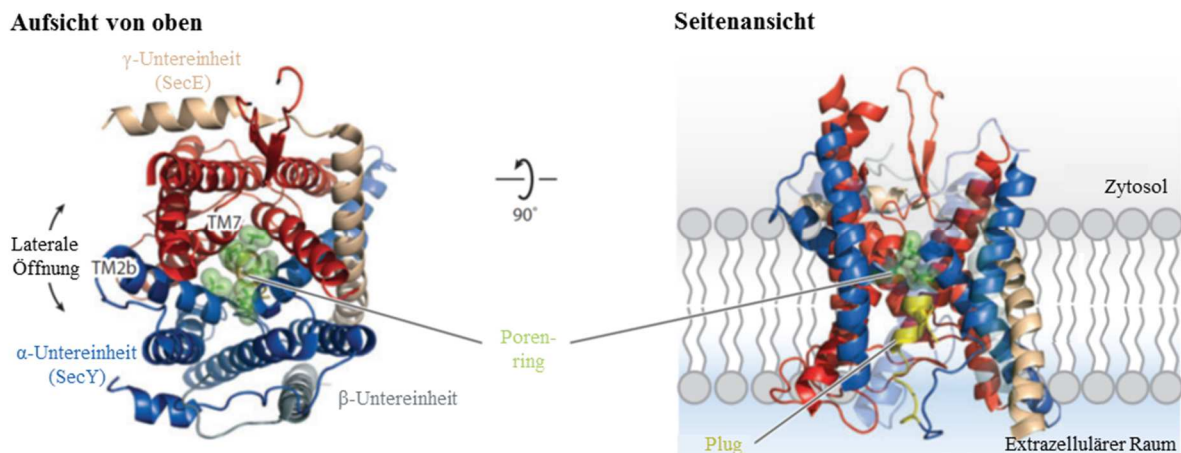 Aufsicht von oben
Seitenansicht
γ-Untereinheit
(SecE)
Zytosol
TM7
90°
Laterale
Öffnung
TM2b
Poren-
ring
α-Untereinheit
(SecY)
β-Untereinheit
Plug
Extrazellulärer Raum